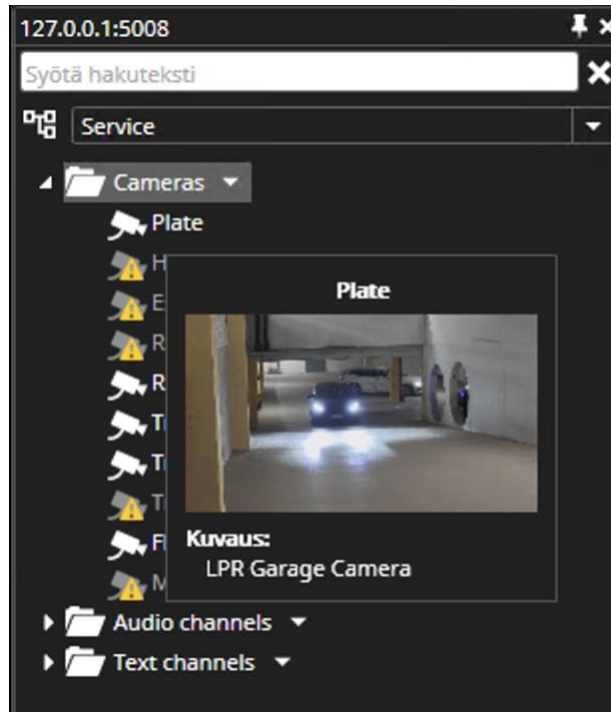 127.0.0.1:5008
Syötä hakuteksti
Service
Cameras
Plate
H
E
R
R
T
T
T
F
M
Plate
Kuvaus:
LPR Garage Camera
Audio channels
Text channels